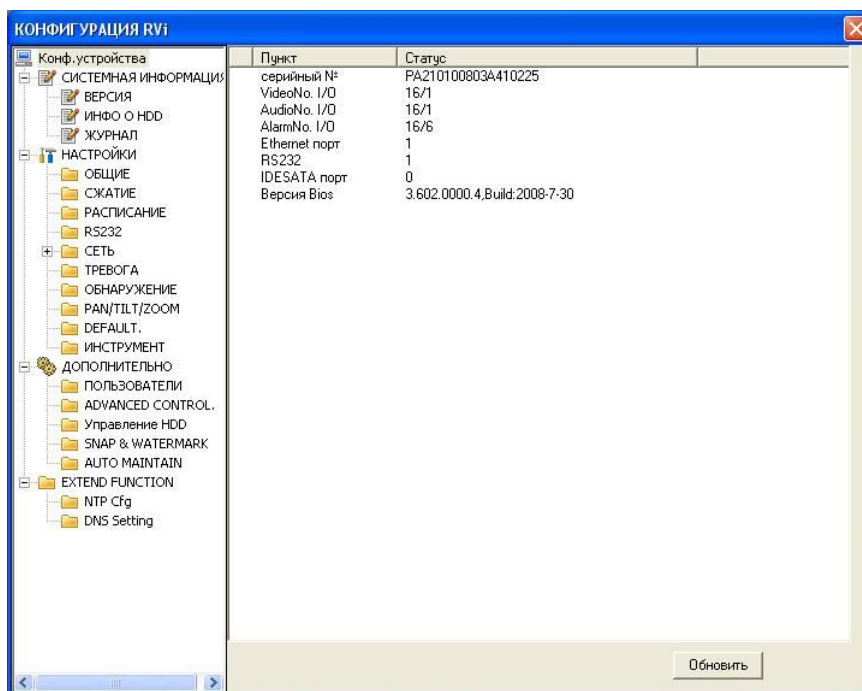 КОНФИГУРАЦИЯ RVi
Конф.устройства
СИСТЕМНАЯ ИНФОРМАЦИЯ
ВЕРСИЯ
ИНФО О HDD
ЖУРНАЛ
НАСТРОЙКИ
ОБЩИЕ
СЖАТИЕ
РАСПИСАНИЕ
RS232
СЕТЬ
ТРЕВОГА
ОБНАРУЖЕНИЕ
PAN/TILT/ZOOM
DEFAULT.
ИНСТРУМЕНТ
ДОПОЛНИТЕЛЬНО
ПОЛЬЗОВАТЕЛИ
ADVANCED CONTROL.
Управление HDD
SNAP & WATERMARK
AUTO MAINTAIN
EXTEND FUNCTION
NTP Cfg
DNS Setting
Пункт Статус
серийный № PA210100803A410225
VideoNo. I/O 16/1
AudioNo. I/O 16/1
AlarmNo. I/O 16/6
Ethernet порт 1
RS232 1
IDESATA порт 0
Версия Bios 3.602.0000.4,Build:2008-7-30
Обновить